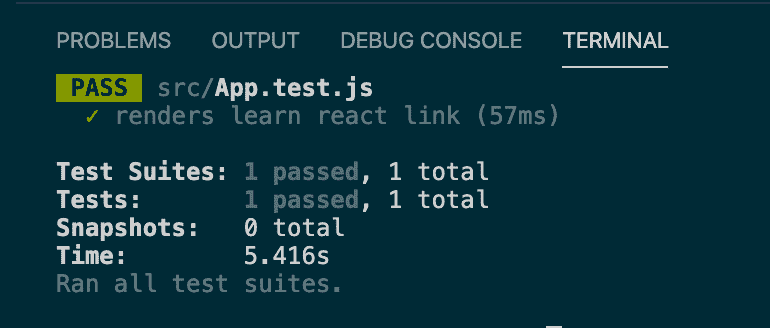 PROBLEMS OUTPUT DEBUG CONSOLE TERMINAL
PASS src/App.test.js
✓ renders learn react link (57ms)
Test Suites: 1 passed, 1 total
Tests: 1 passed, 1 total
Snapshots: 0 total
Time: 5.416s
Ran all test suites.